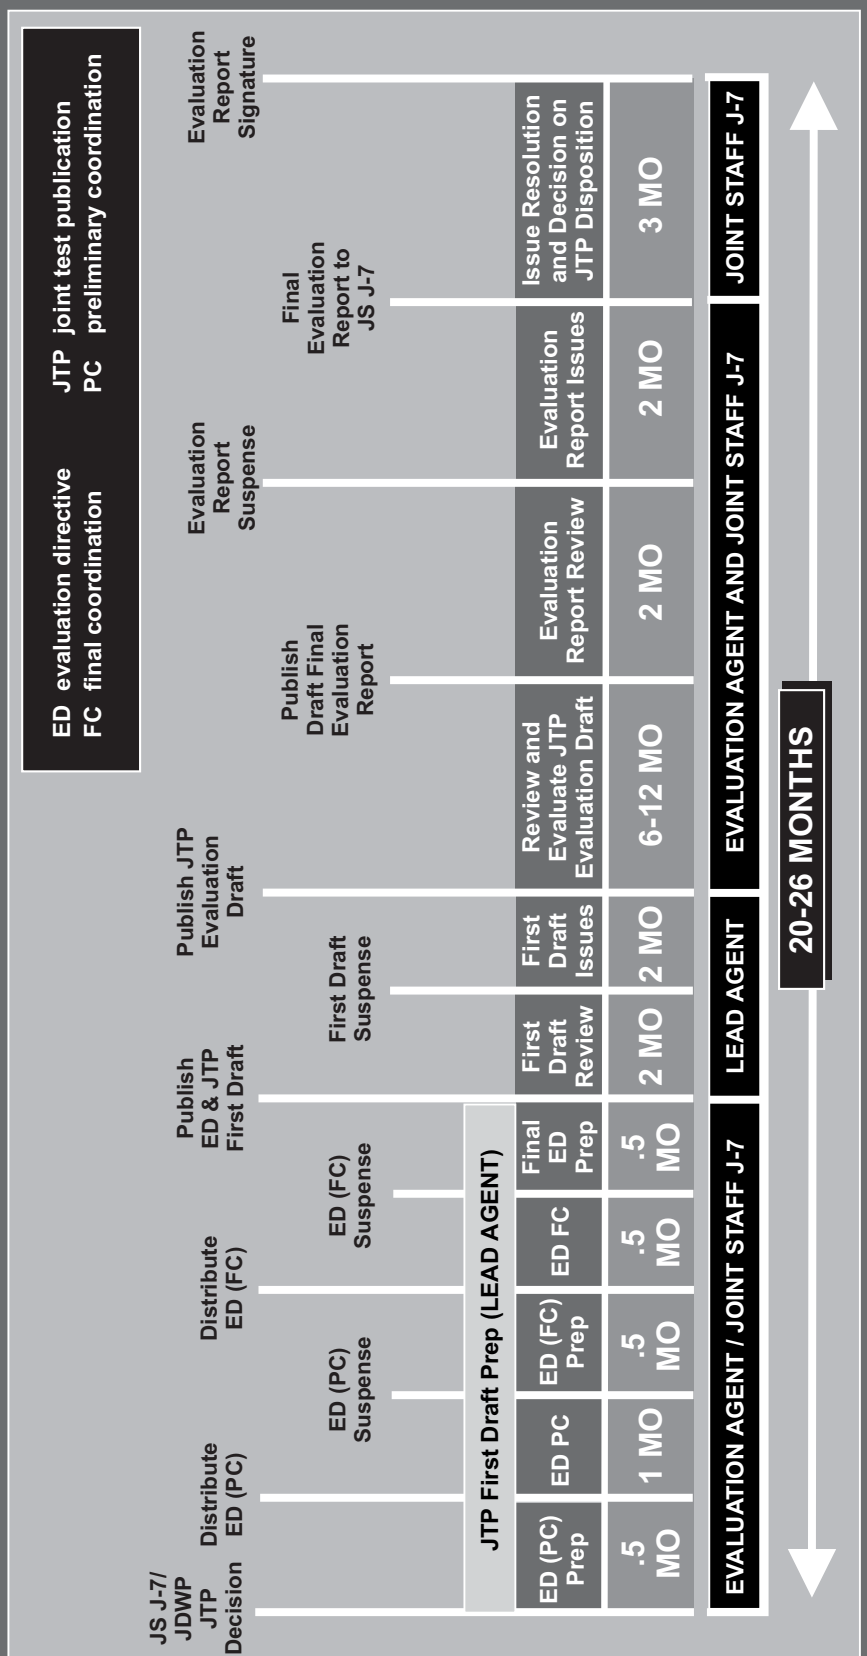 ED evaluation directive
FC final coordination
JTP joint test publication
PC preliminary coordination
JS J-7/
JDWP
JTP
Decision
Distribute
ED (PC)
ED (PC)
Suspense
Distribute
ED (FC)
ED (FC)
Suspense
Publish
ED & JTP
First Draft
First Draft
Suspense
Publish JTP
Evaluation
Draft
Publish
Draft Final
Evaluation
Report
Evaluation
Report
Suspense
Final
Evaluation
Report to
JS J-7
Evaluation
Report
Signature
JTP First Draft Prep (LEAD AGENT)
ED (PC)
Prep
ED PC
ED (FC)
Prep
ED FC
Final
ED
Prep
First
Draft
Review
First
Draft
Issues
Review and
Evaluate JTP
Evaluation Draft
Evaluation
Report Review
Evaluation
Report Issues
Issue Resolution
and Decision on
JTP Disposition
.5
MO
1 MO
.5
MO
.5
MO
.5
MO
2 MO
2 MO
6-12 MO
2 MO
2 MO
3 MO
EVALUATION AGENT / JOINT STAFF J-7
LEAD AGENT
EVALUATION AGENT AND JOINT STAFF J-7
JOINT STAFF J-7
20-26 MONTHS